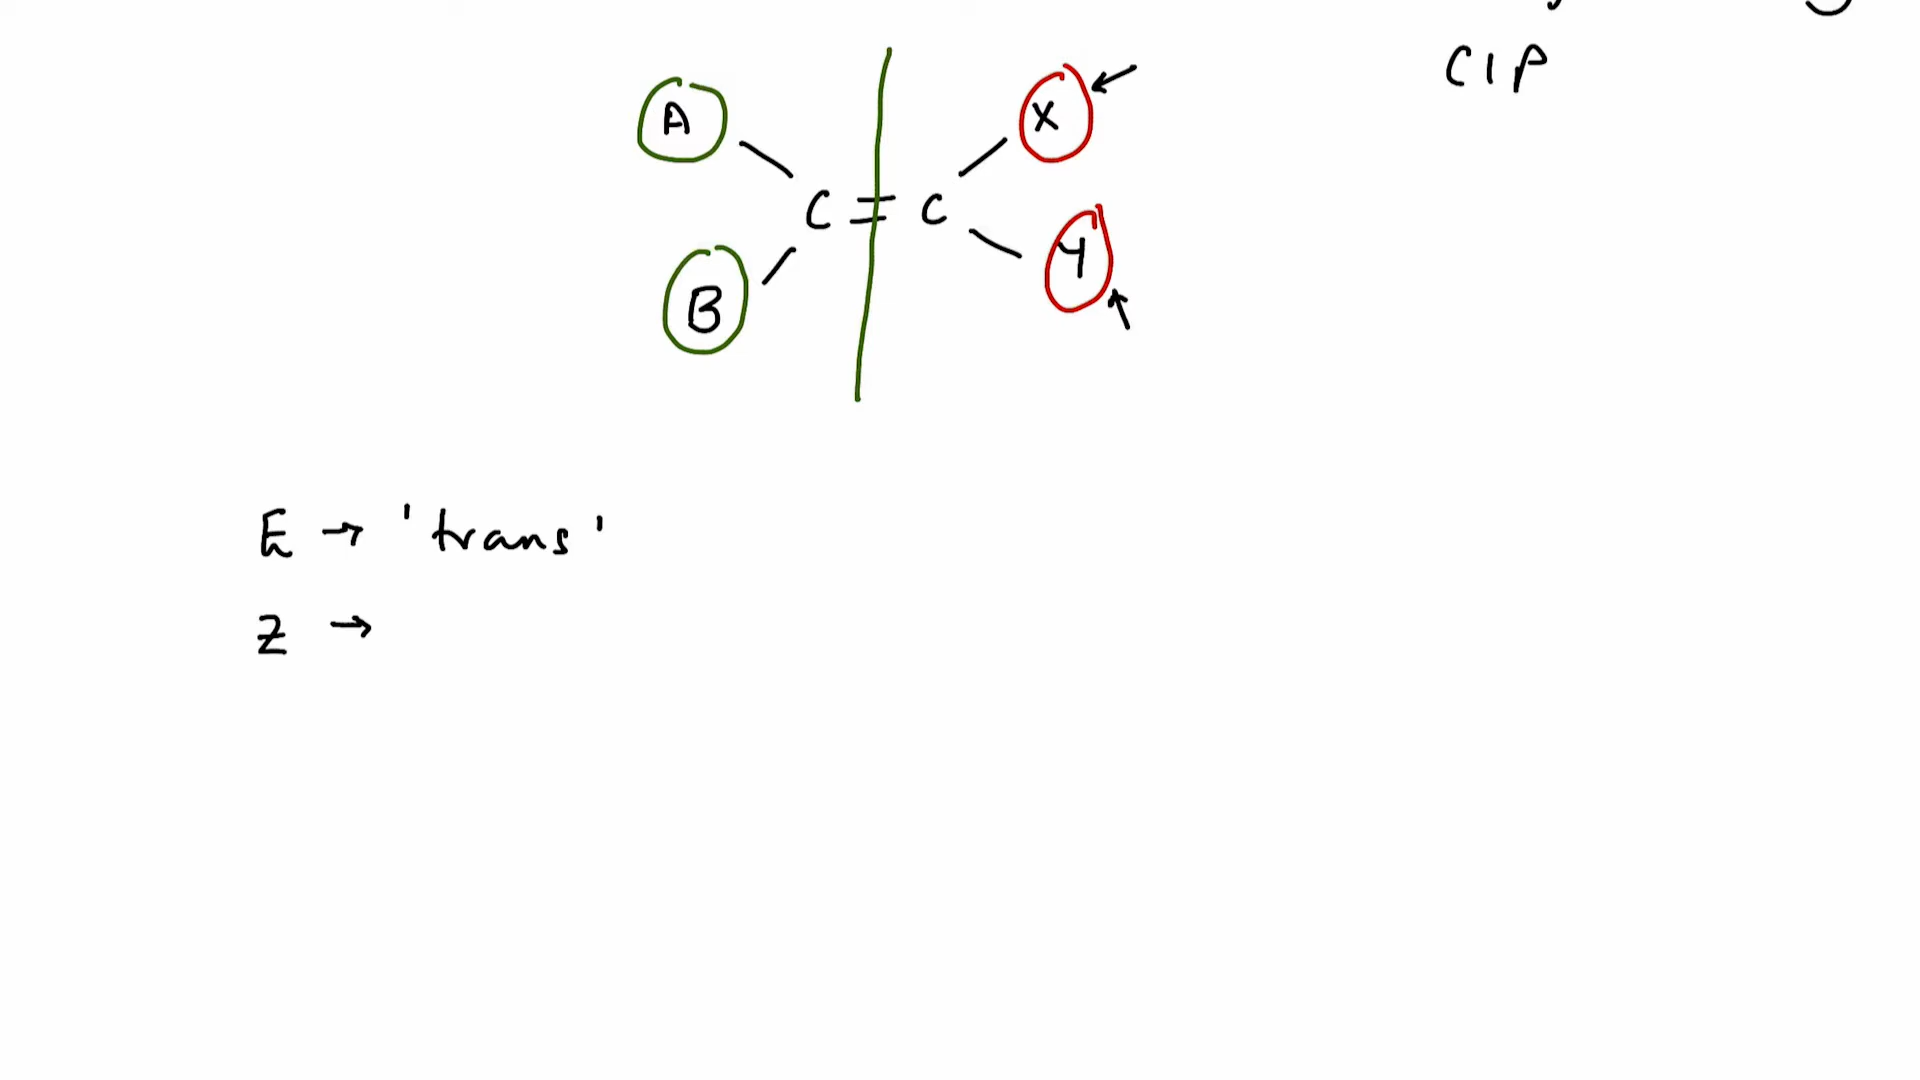 CIP
A X
C = C
B Y
E → 'trans'
Z →